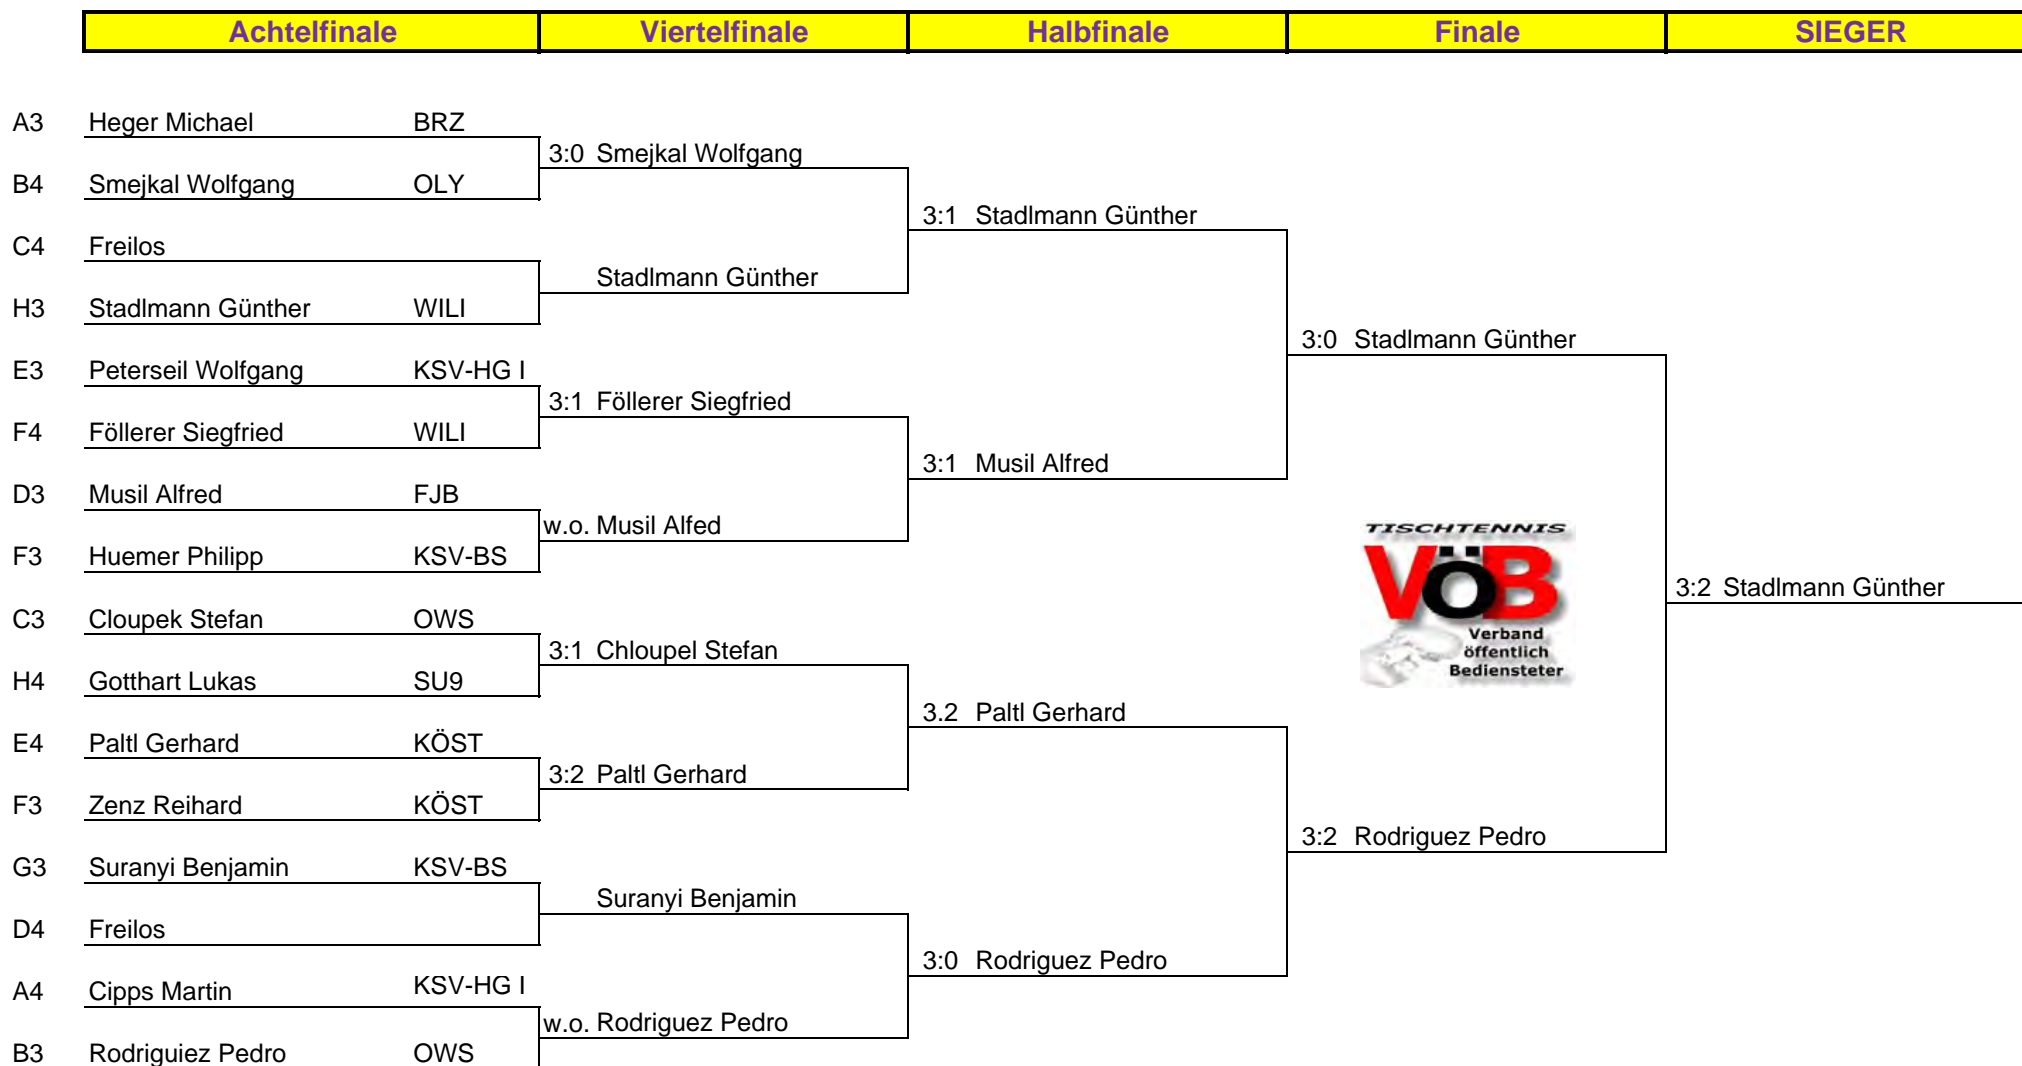 Achtelfinale Viertelfinale Halbfinale Finale SIEGER
A3 Heger Michael BRZ
3:0 Smejkal Wolfgang
B4 Smejkal Wolfgang OLY
3:1 Stadlmann Günther
C4 Freilos
Stadlmann Günther
H3 Stadlmann Günther WILI
3:0 Stadlmann Günther
E3 Peterseil Wolfgang KSV-HG I
3:1 Föllerer Siegfried
F4 Föllerer Siegfried WILI
3:1 Musil Alfred
D3 Musil Alfred FJB
w.o. Musil Alfed
TISCHTENNIS
VöB
Verband
öffentlich
Bediensteter
F3 Huemer Philipp KSV-BS
3:2 Stadlmann Günther
C3 Cloupek Stefan OWS
3:1 Chloupel Stefan
H4 Gotthart Lukas SU9
3.2 Paltl Gerhard
E4 Paltl Gerhard KÖST
3:2 Paltl Gerhard
F3 Zenz Reihard KÖST
3:2 Rodriguez Pedro
G3 Suranyi Benjamin KSV-BS
Suranyi Benjamin
D4 Freilos
3:0 Rodriguez Pedro
A4 Cipps Martin KSV-HG I
w.o. Rodriguez Pedro
B3 Rodriguiez Pedro OWS